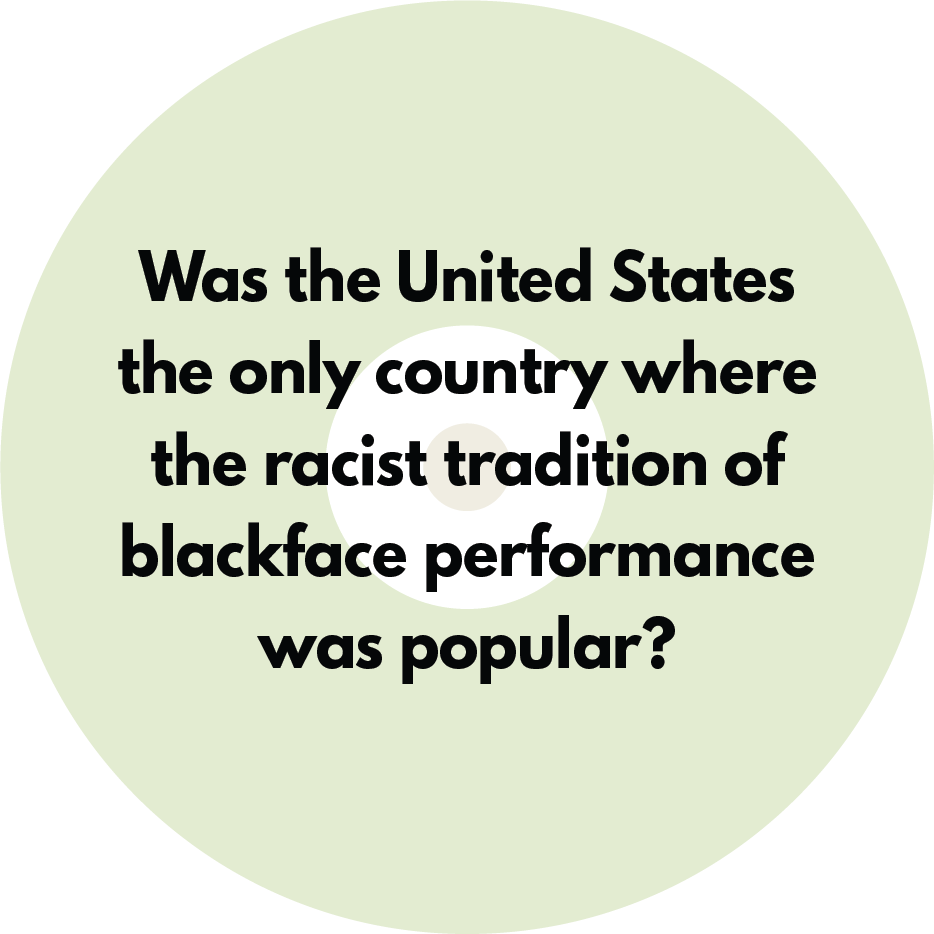 Was the United States
the only country where
the racist tradition of
blackface performance
was popular?